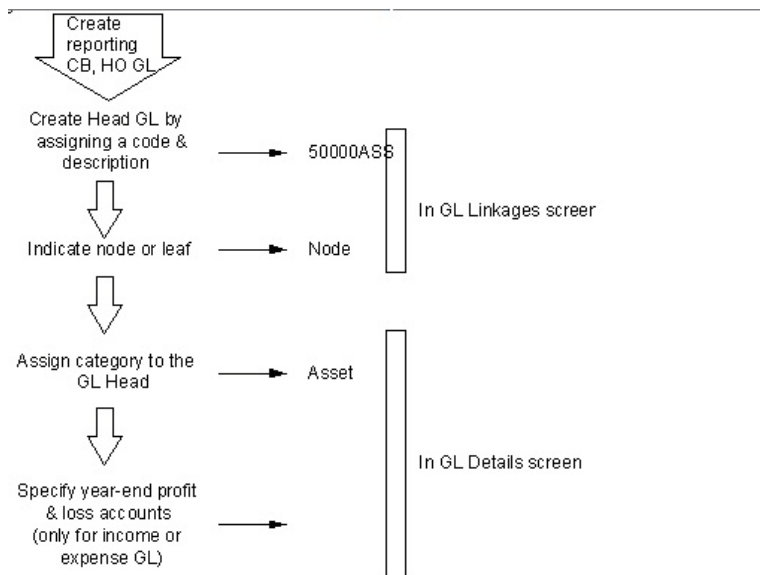 Create
reporting
CB, HO GL
Create Head GL by
assigning a code &
description
50000ASS
In GL Linkages screer
Indicate node or leaf
Node
Assign category to the
GL Head
Asset
In GL Details screen
Specify year-end profit
& loss accounts
(only for income or
expense GL)